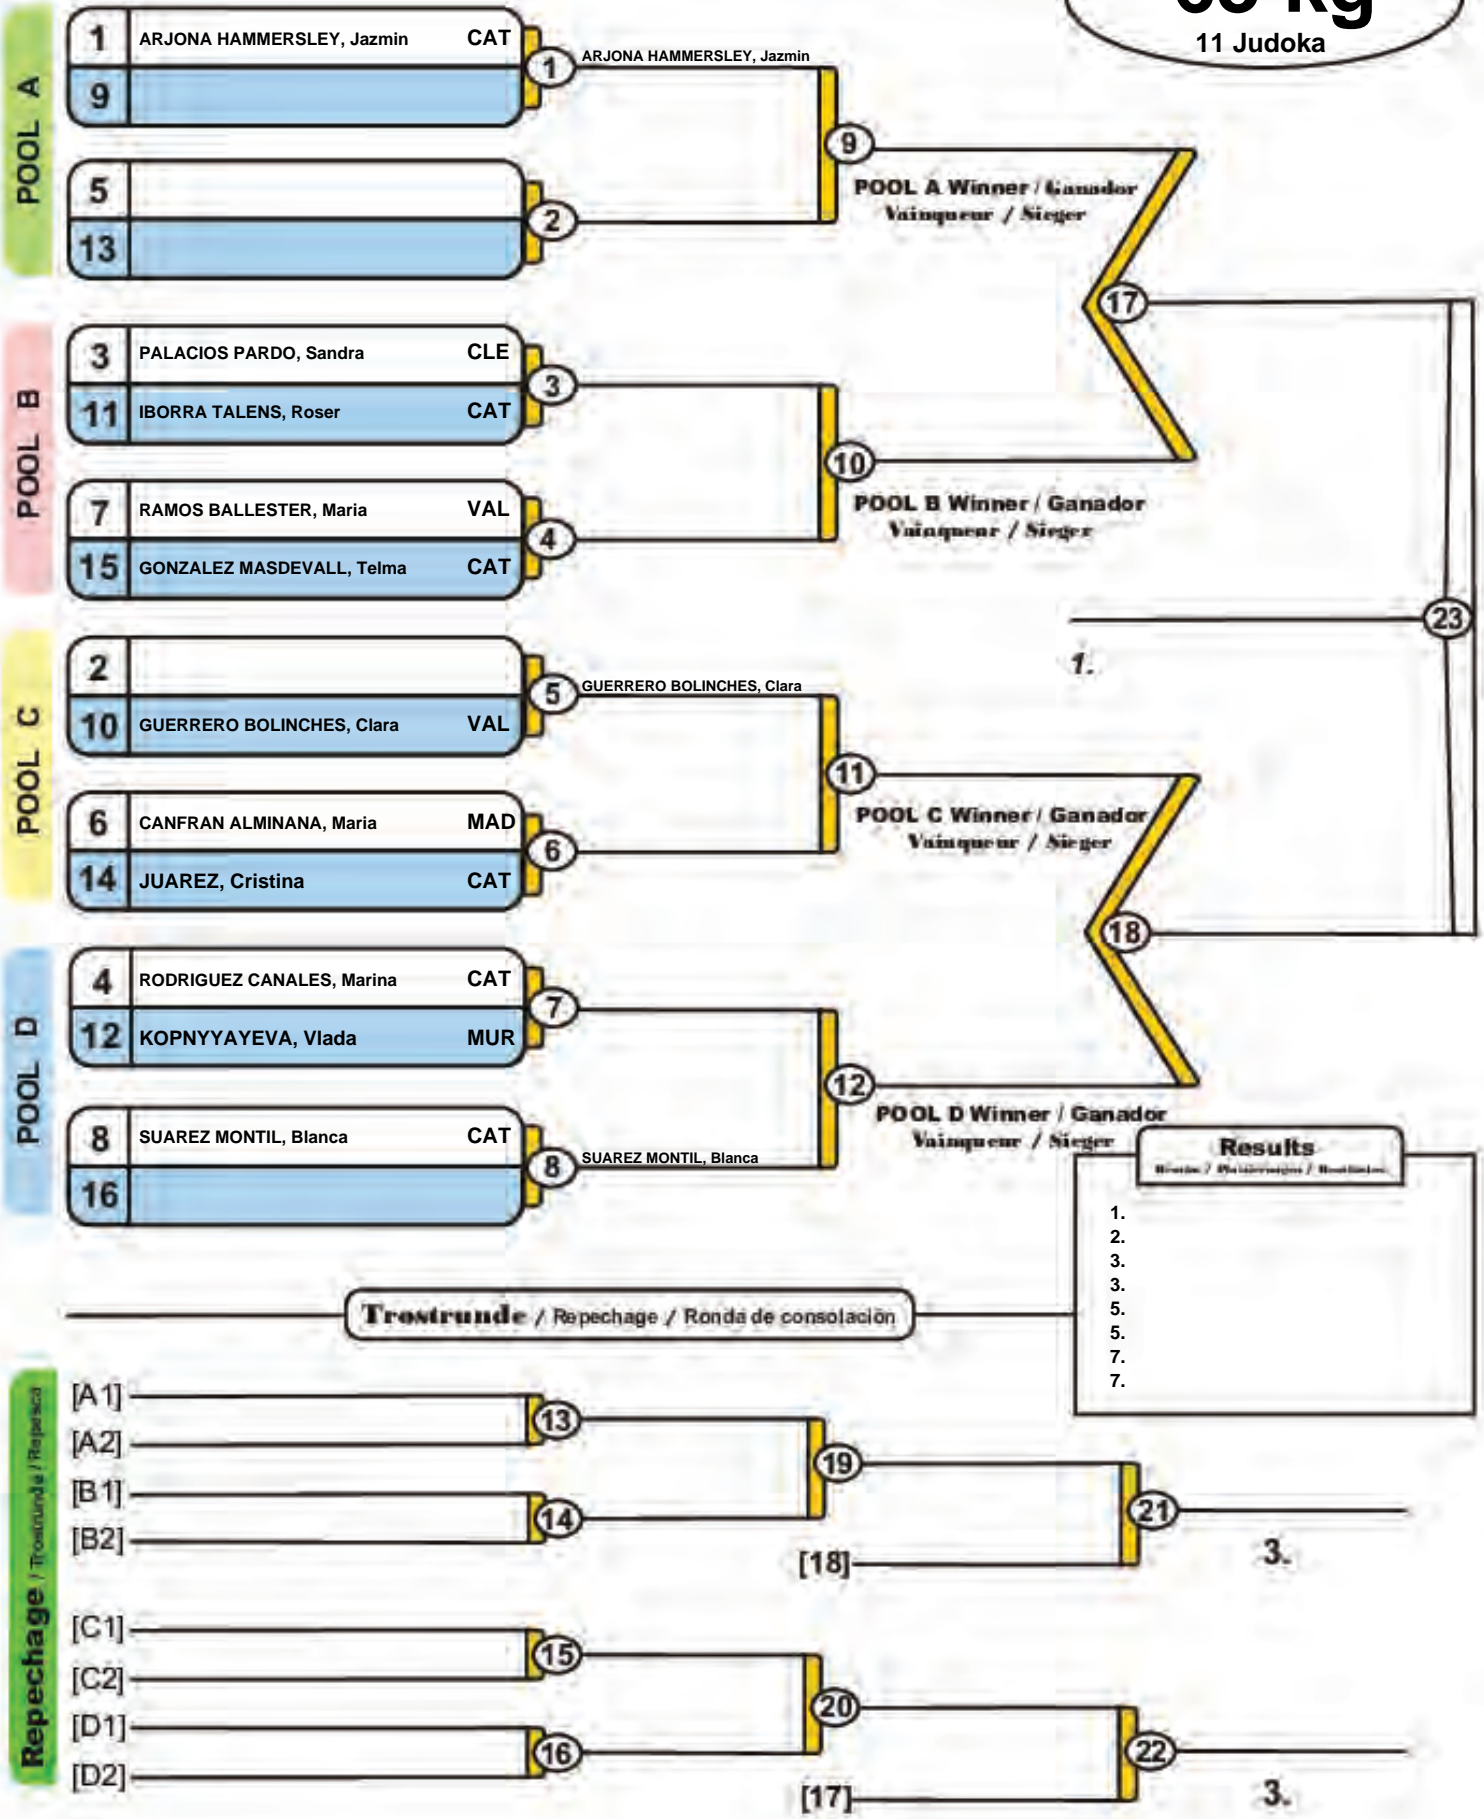 11 Judoka
POOL A
1 ARJONA HAMMERSLEY, Jazmin CAT
9
1
ARJONA HAMMERSLEY, Jazmin
5
13
2
9
POOL A Winner / Ganador
Vainqueur / Sieger
17
POOL B
3 PALACIOS PARDO, Sandra CLE
11 IBORRA TALENS, Roser CAT
3
7 RAMOS BALLESTER, Maria VAL
15 GONZALEZ MASDEVALL, Telma CAT
4
10
POOL B Winner / Ganador
Vainqueur / Sieger
23
1.
POOL C
2
10 GUERRERO BOLINCHES, Clara VAL
5
GUERRERO BOLINCHES, Clara
6 CANFRAN ALMINANA, Maria MAD
14 JUAREZ, Cristina CAT
6
11
POOL C Winner / Ganador
Vainqueur / Sieger
18
POOL D
4 RODRIGUEZ CANALES, Marina CAT
12 KOPNYYAYEVA, Vlada MUR
7
8 SUAREZ MONTIL, Blanca CAT
16
8
SUAREZ MONTIL, Blanca
12
POOL D Winner / Ganador
Vainqueur / Sieger
Results
1.
2.
3.
3.
5.
5.
7.
7.
Trostrunde / Repechage / Ronda de consolación
Repechage / Trostrunde / Repesca
[A1]
[A2]
13
[B1]
[B2]
14
19
[18]
21
3.
[C1]
[C2]
15
[D1]
[D2]
16
20
[17]
22
3.